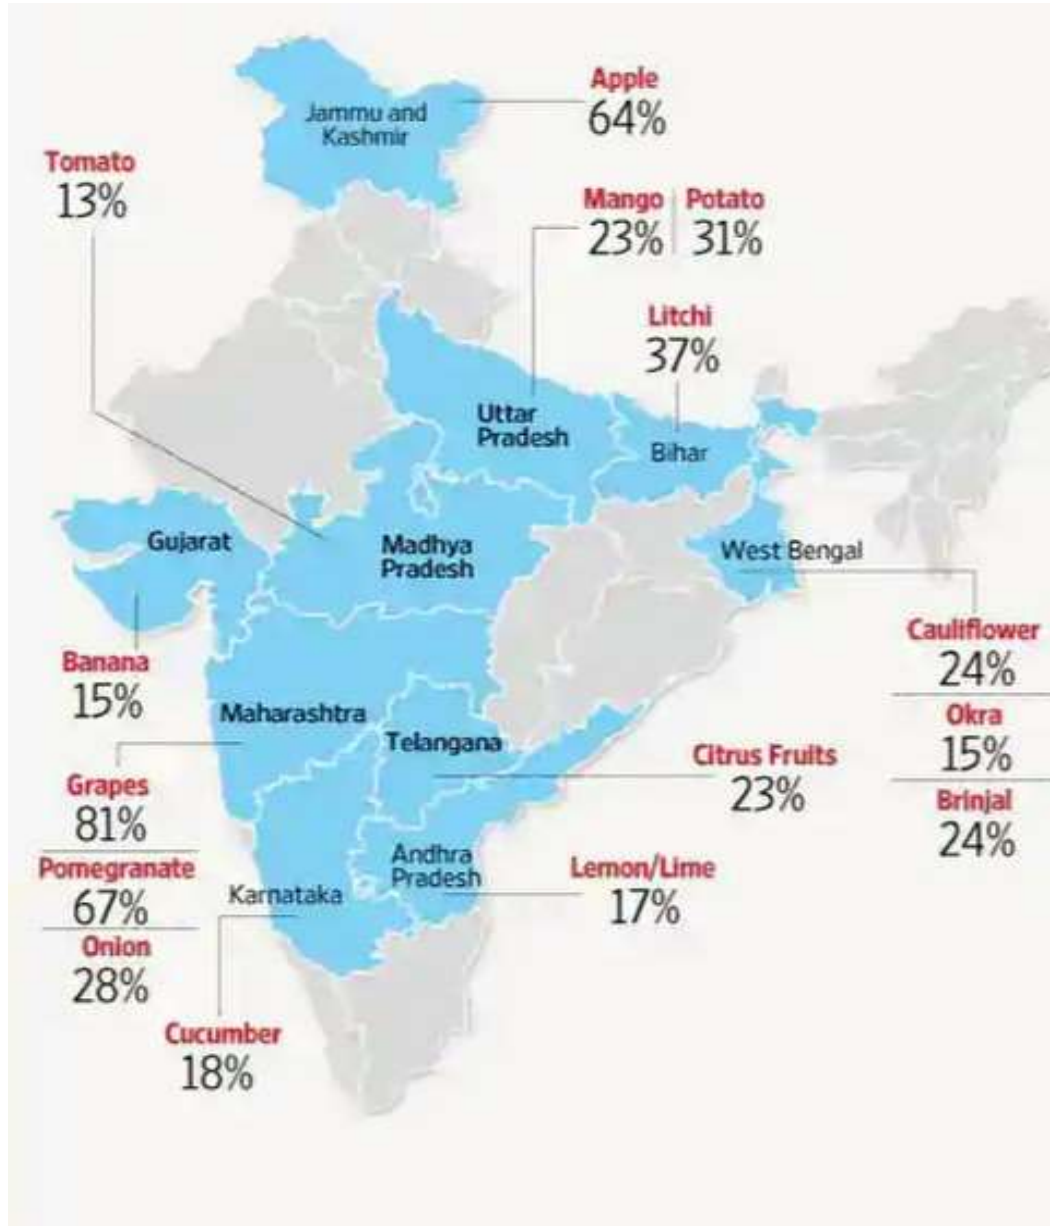 Apple
64%
Jammu and
Kashmir
Tomato
13%
Mango | Potato
23% | 31%
Litchi
37%
Uttar
Pradesh
Bihar
Gujarat
Madhya
Pradesh
West Bengal
Cauliflower
24%
Okra
15%
Brinjal
24%
Banana
15%
Maharashtra
Telangana
Citrus Fruits
23%
Grapes
81%
Pomegranate
67%
Onion
28%
Andhra
Pradesh
Lemon/Lime
17%
Karnataka
Cucumber
18%